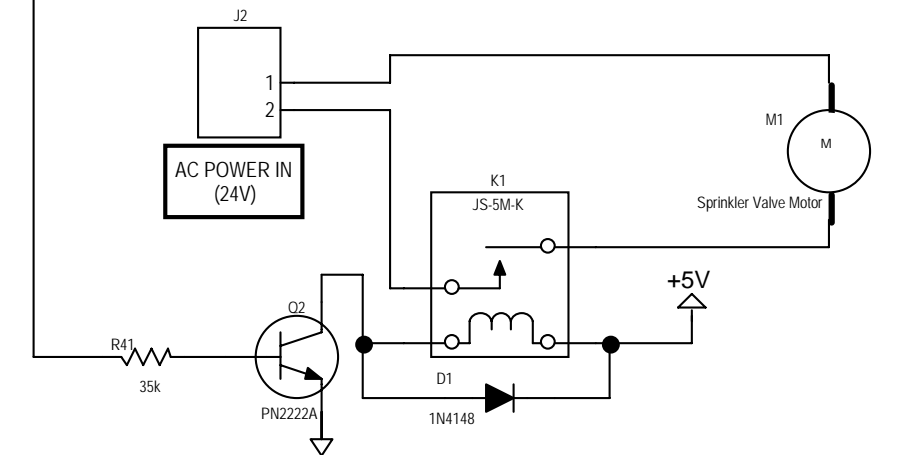 J2
1
2
AC POWER IN
(24V)
M1
M
Sprinkler Valve Motor
K1
JS-5M-K
+5V
Q2
R41
35k
PN2222A
D1
1N4148